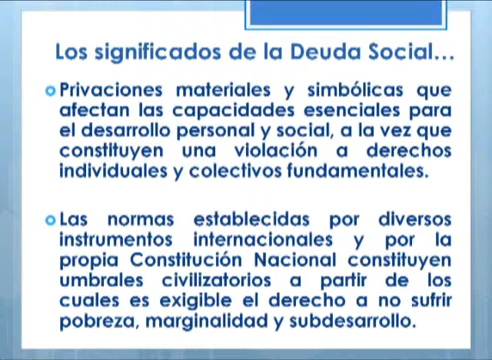 Los significados de la Deuda Social...
Privaciones materiales y simbólicas que
afectan las capacidades esenciales para
el desarrollo personal y social, a la vez que
constituyen una violación a derechos
individuales y colectivos fundamentales.
Las normas establecidas por diversos
instrumentos internacionales y por la
propia Constitución Nacional constituyen
umbrales civilizatorios a partir de los
cuales es exigible el derecho a no sufrir
pobreza, marginalidad y subdesarrollo.